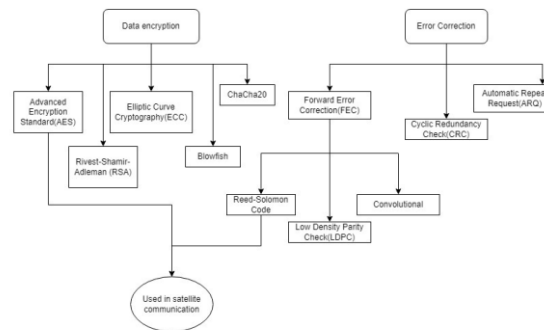 Data encryption
Error Correction
ChaCha20
Advanced
Encryption
Standard(AES)
Elliptic Curve
Cryptography(ECC)
Forward Error
Correction(FEC)
Automatic Repeat
Request(ARQ)
Cyclic Redundancy
Check(CRC)
Rivest-Shamir-
Adleman (RSA)
Blowfish
Reed-Solomon
Code
Convolutional
Low Density Parity
Check(LDPC)
Used in satellite
communication